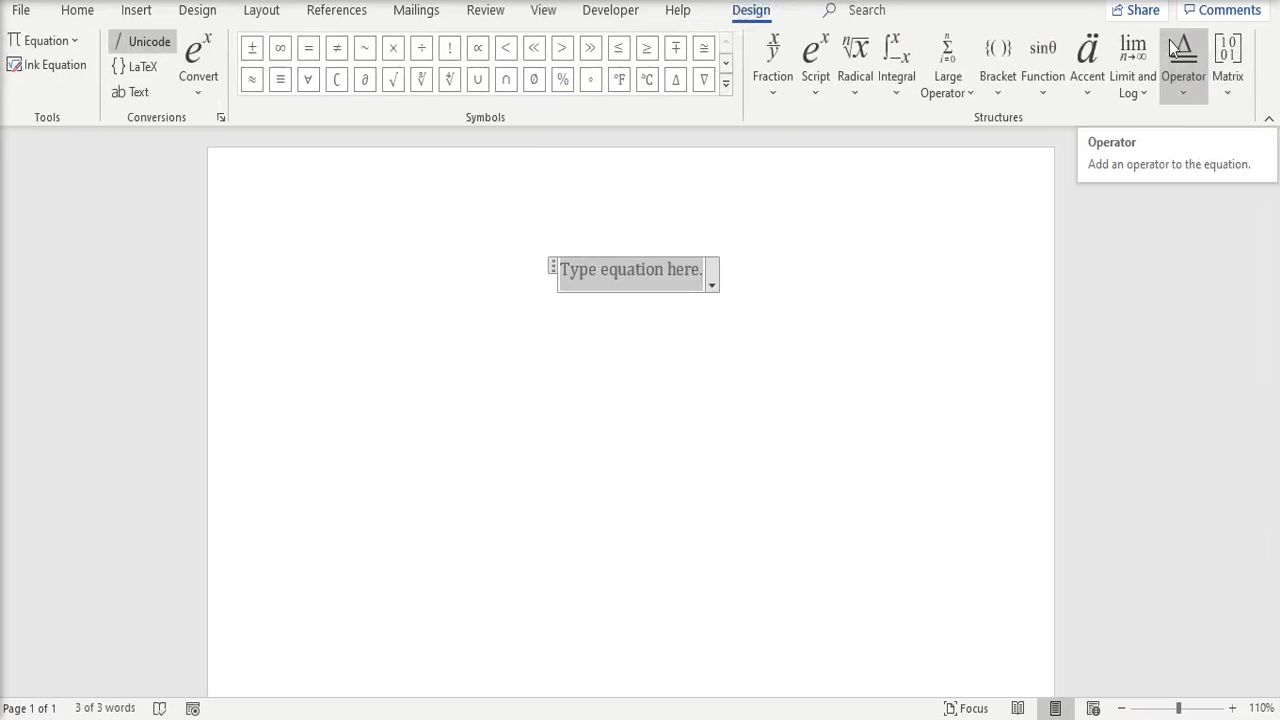 File Home Insert Design Layout References Mailings Review View Developer Help Design Search Share Comments
Equation
Ink Equation
Unicode
LaTeX
ab Text
e^x Convert
± ∞ = ≠ ~ × ÷ ! ∝ < ≪ > ≫ ≤ ≥ ∓ ≅
≈ ≡ ∀ ∁ ∂ √ ∛ ∜ ∪ ∩ ∅ % ° °F °C ∆ ∇
Fraction Script Radical Integral Large Operator Bracket Function Accent Limit and Log Operator Matrix
Tools Conversions Symbols Structures
Operator
Add an operator to the equation.
Type equation here.
Page 1 of 1 3 of 3 words Focus 110%